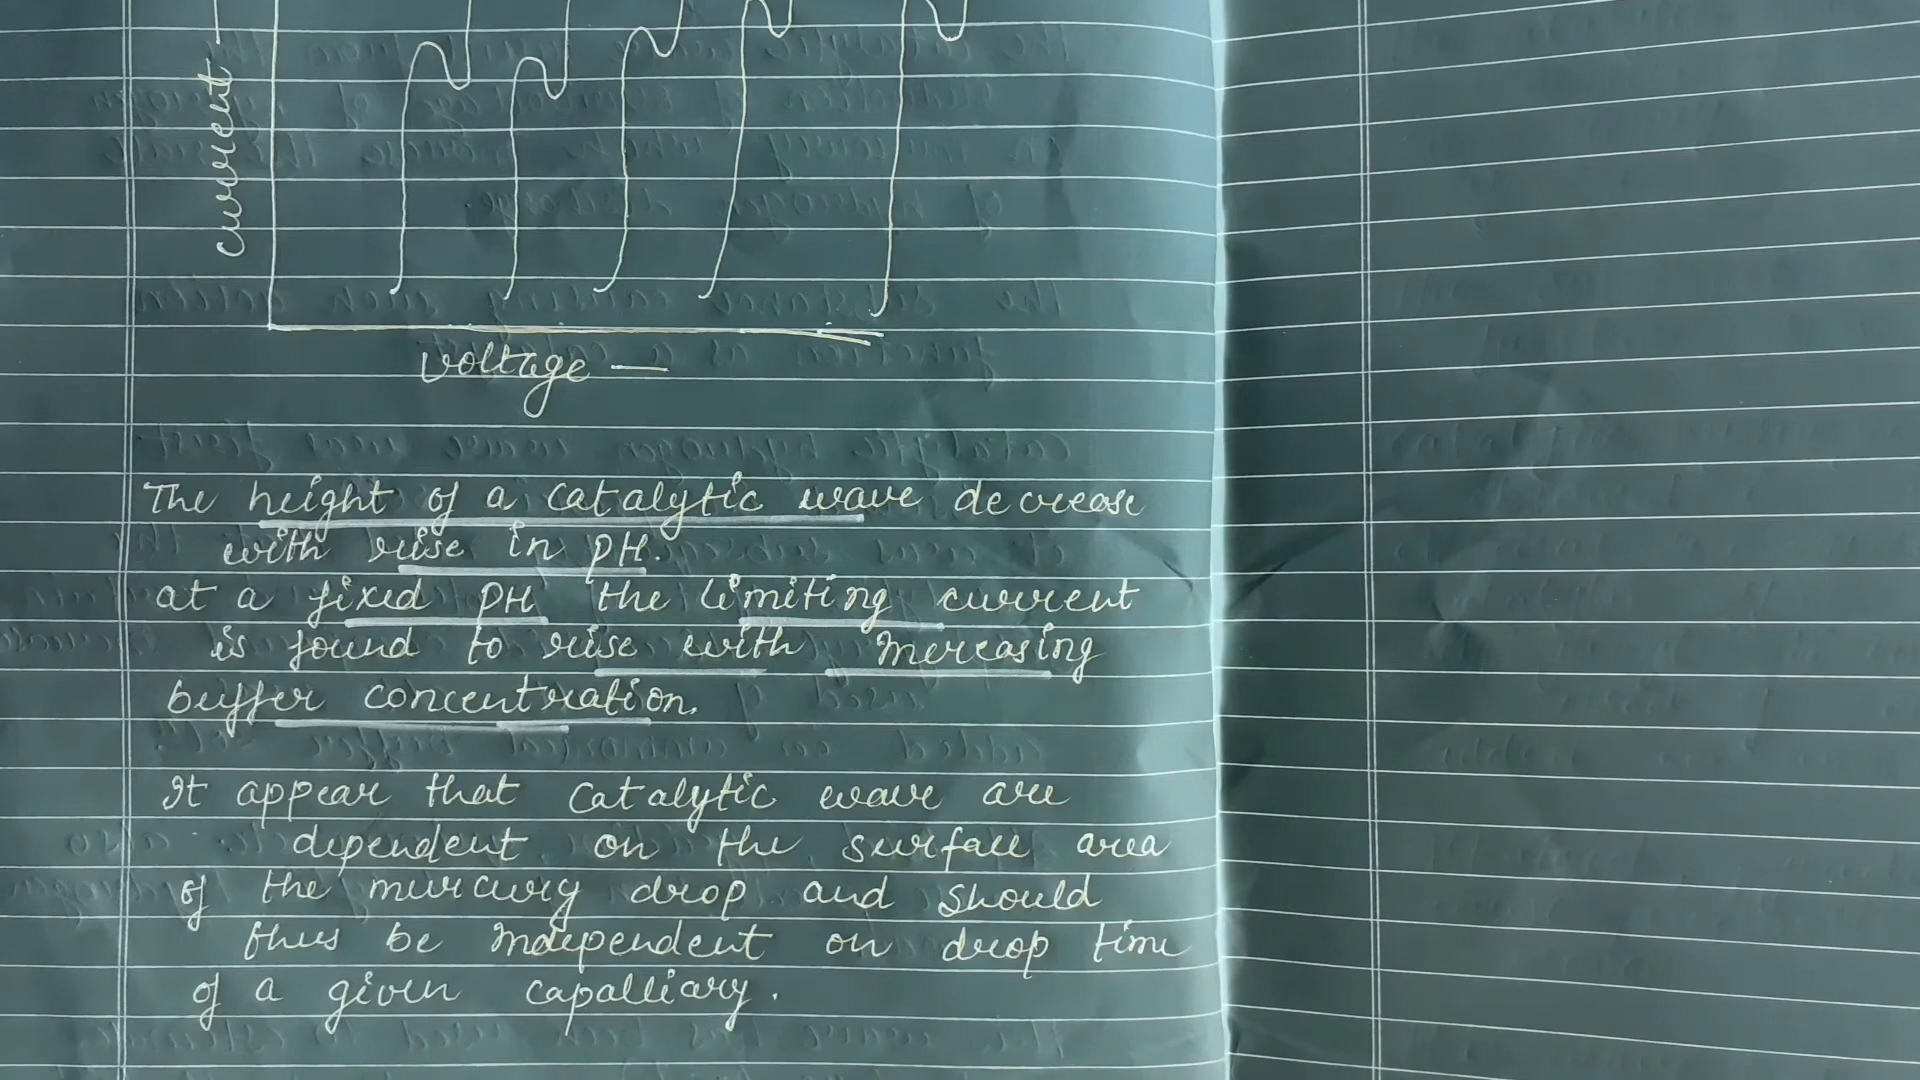 current
voltage —
The height of a catalytic wave decrease
with rise in pH.
at a fixed PH the limiting current
is found to rise with Increasing
buffer concentration.
It appear that catalytic wave are
dependent on the surface area
of the mercury drop and should
thus be Independent on drop time
of a given capalliary.